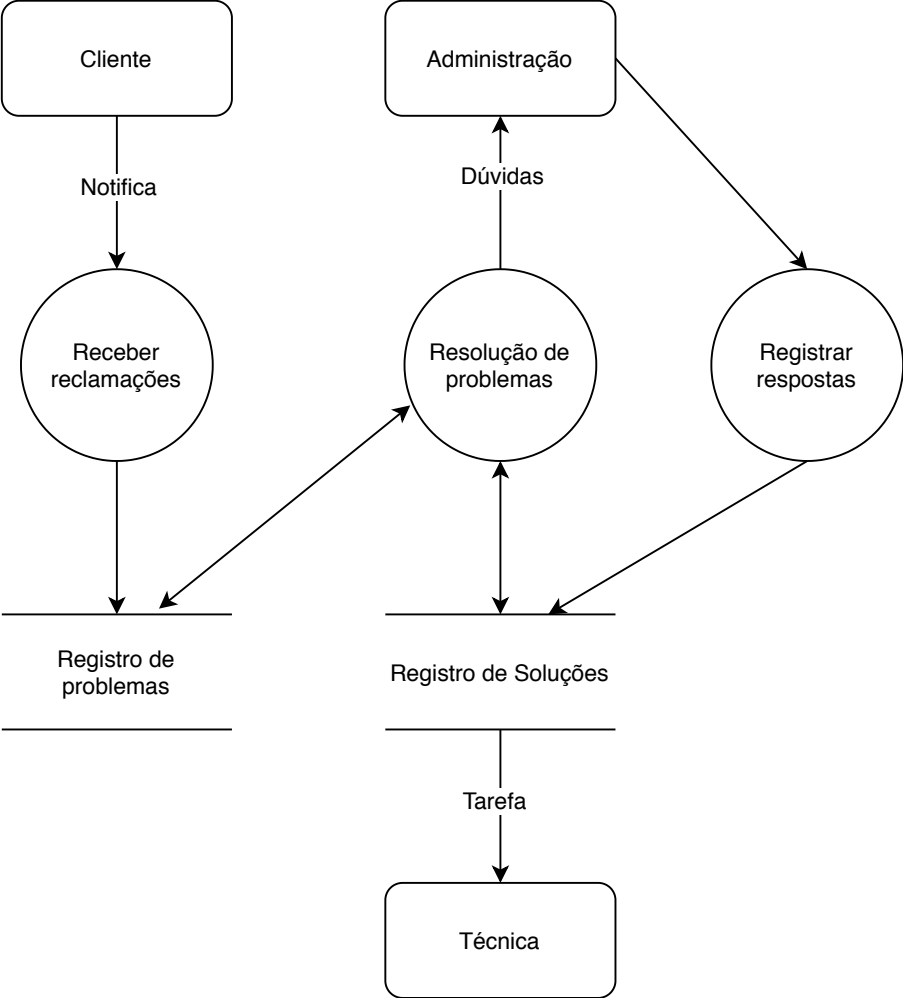 Cliente
Administração
Notifica
Dúvidas
Receber
reclamações
Resolução de
problemas
Registrar
respostas
Registro de
problemas
Registro de Soluções
Tarefa
Técnica